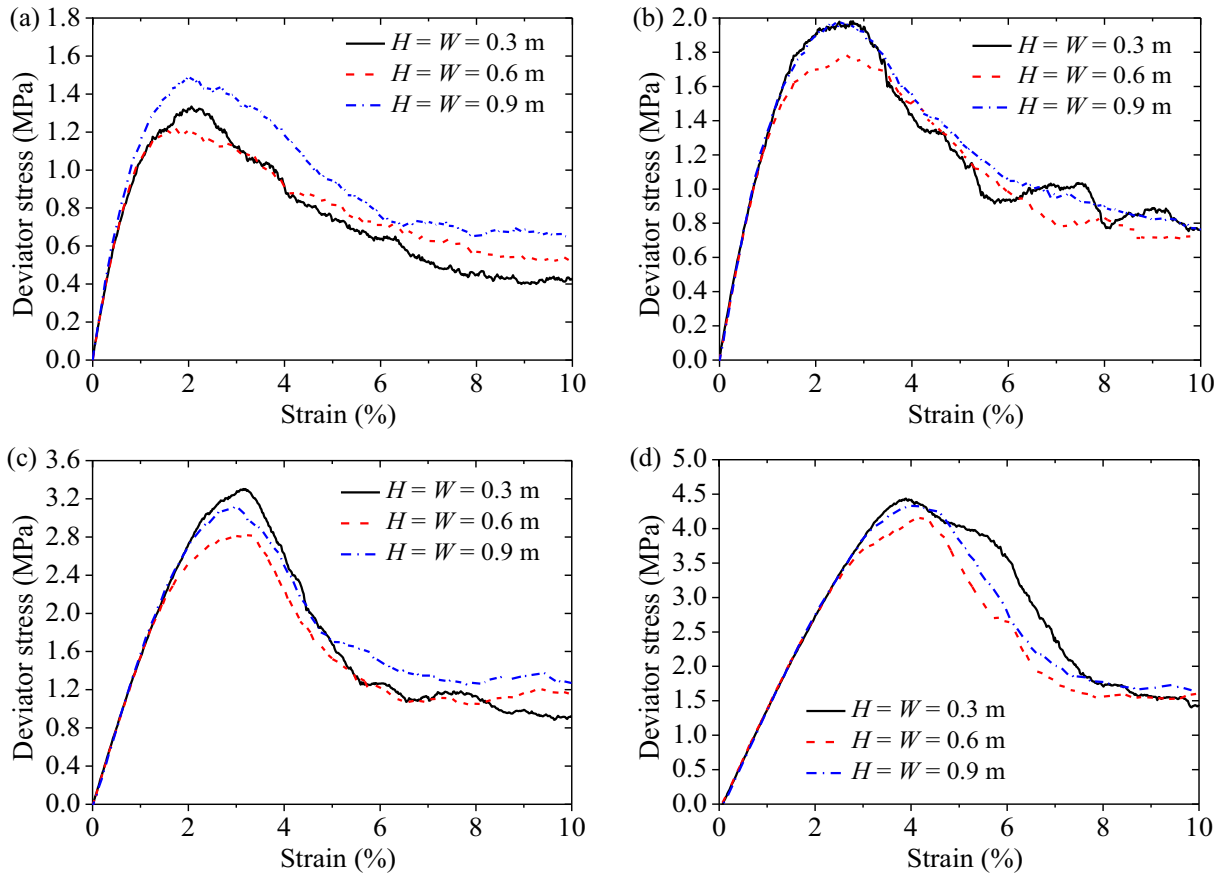 (a)
1.8
1.6
1.4
1.2
1.0
0.8
0.6
0.4
0.2
0.0
Deviator stress (MPa)
H = W = 0.3 m
H = W = 0.6 m
H = W = 0.9 m
0 2 4 6 8 10
Strain (%)
(b)
2.0
1.8
1.6
1.4
1.2
1.0
0.8
0.6
0.4
0.2
0.0
Deviator stress (MPa)
H = W = 0.3 m
H = W = 0.6 m
H = W = 0.9 m
0 2 4 6 8 10
Strain (%)
(c)
3.6
3.2
2.8
2.4
2.0
1.6
1.2
0.8
0.4
0.0
Deviator stress (MPa)
H = W = 0.3 m
H = W = 0.6 m
H = W = 0.9 m
0 2 4 6 8 10
Strain (%)
(d)
5.0
4.5
4.0
3.5
3.0
2.5
2.0
1.5
1.0
0.5
0.0
Deviator stress (MPa)
H = W = 0.3 m
H = W = 0.6 m
H = W = 0.9 m
0 2 4 6 8 10
Strain (%)